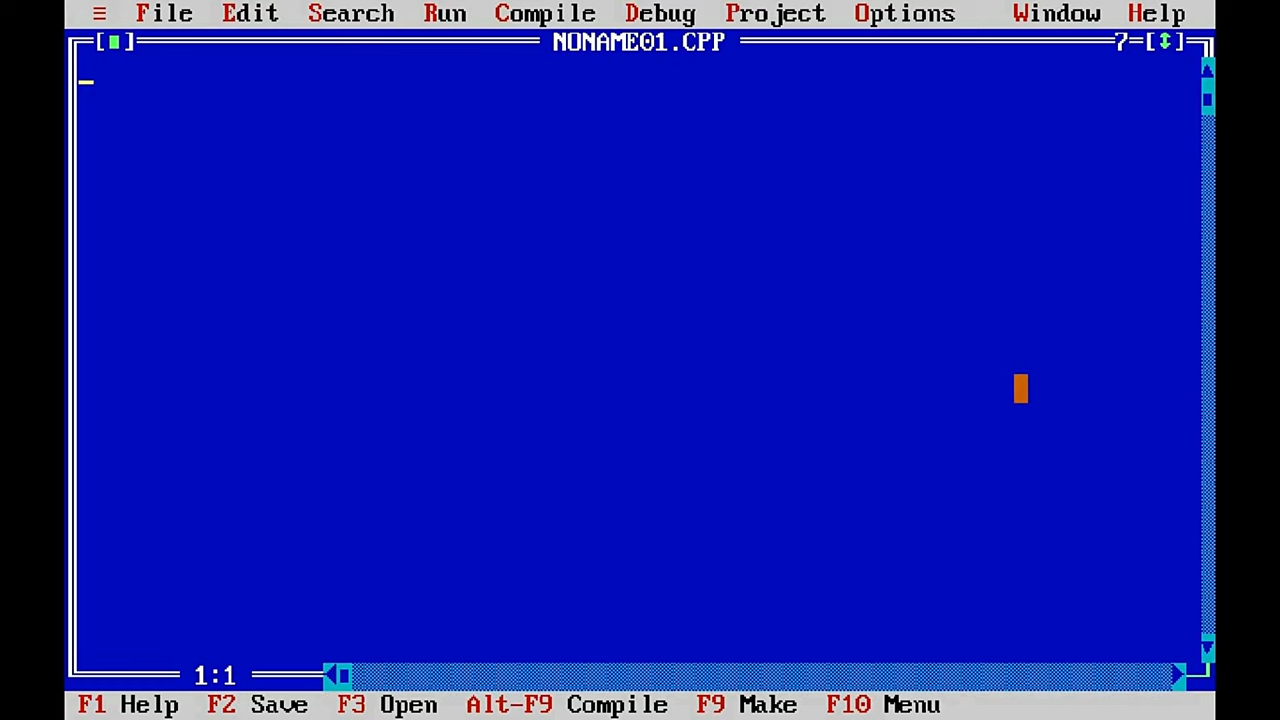 ≡ File Edit Search Run Compile Debug Project Options Window Help
[■] NONAME01.CPP 7=[↕]
1:1
F1 Help F2 Save F3 Open Alt-F9 Compile F9 Make F10 Menu